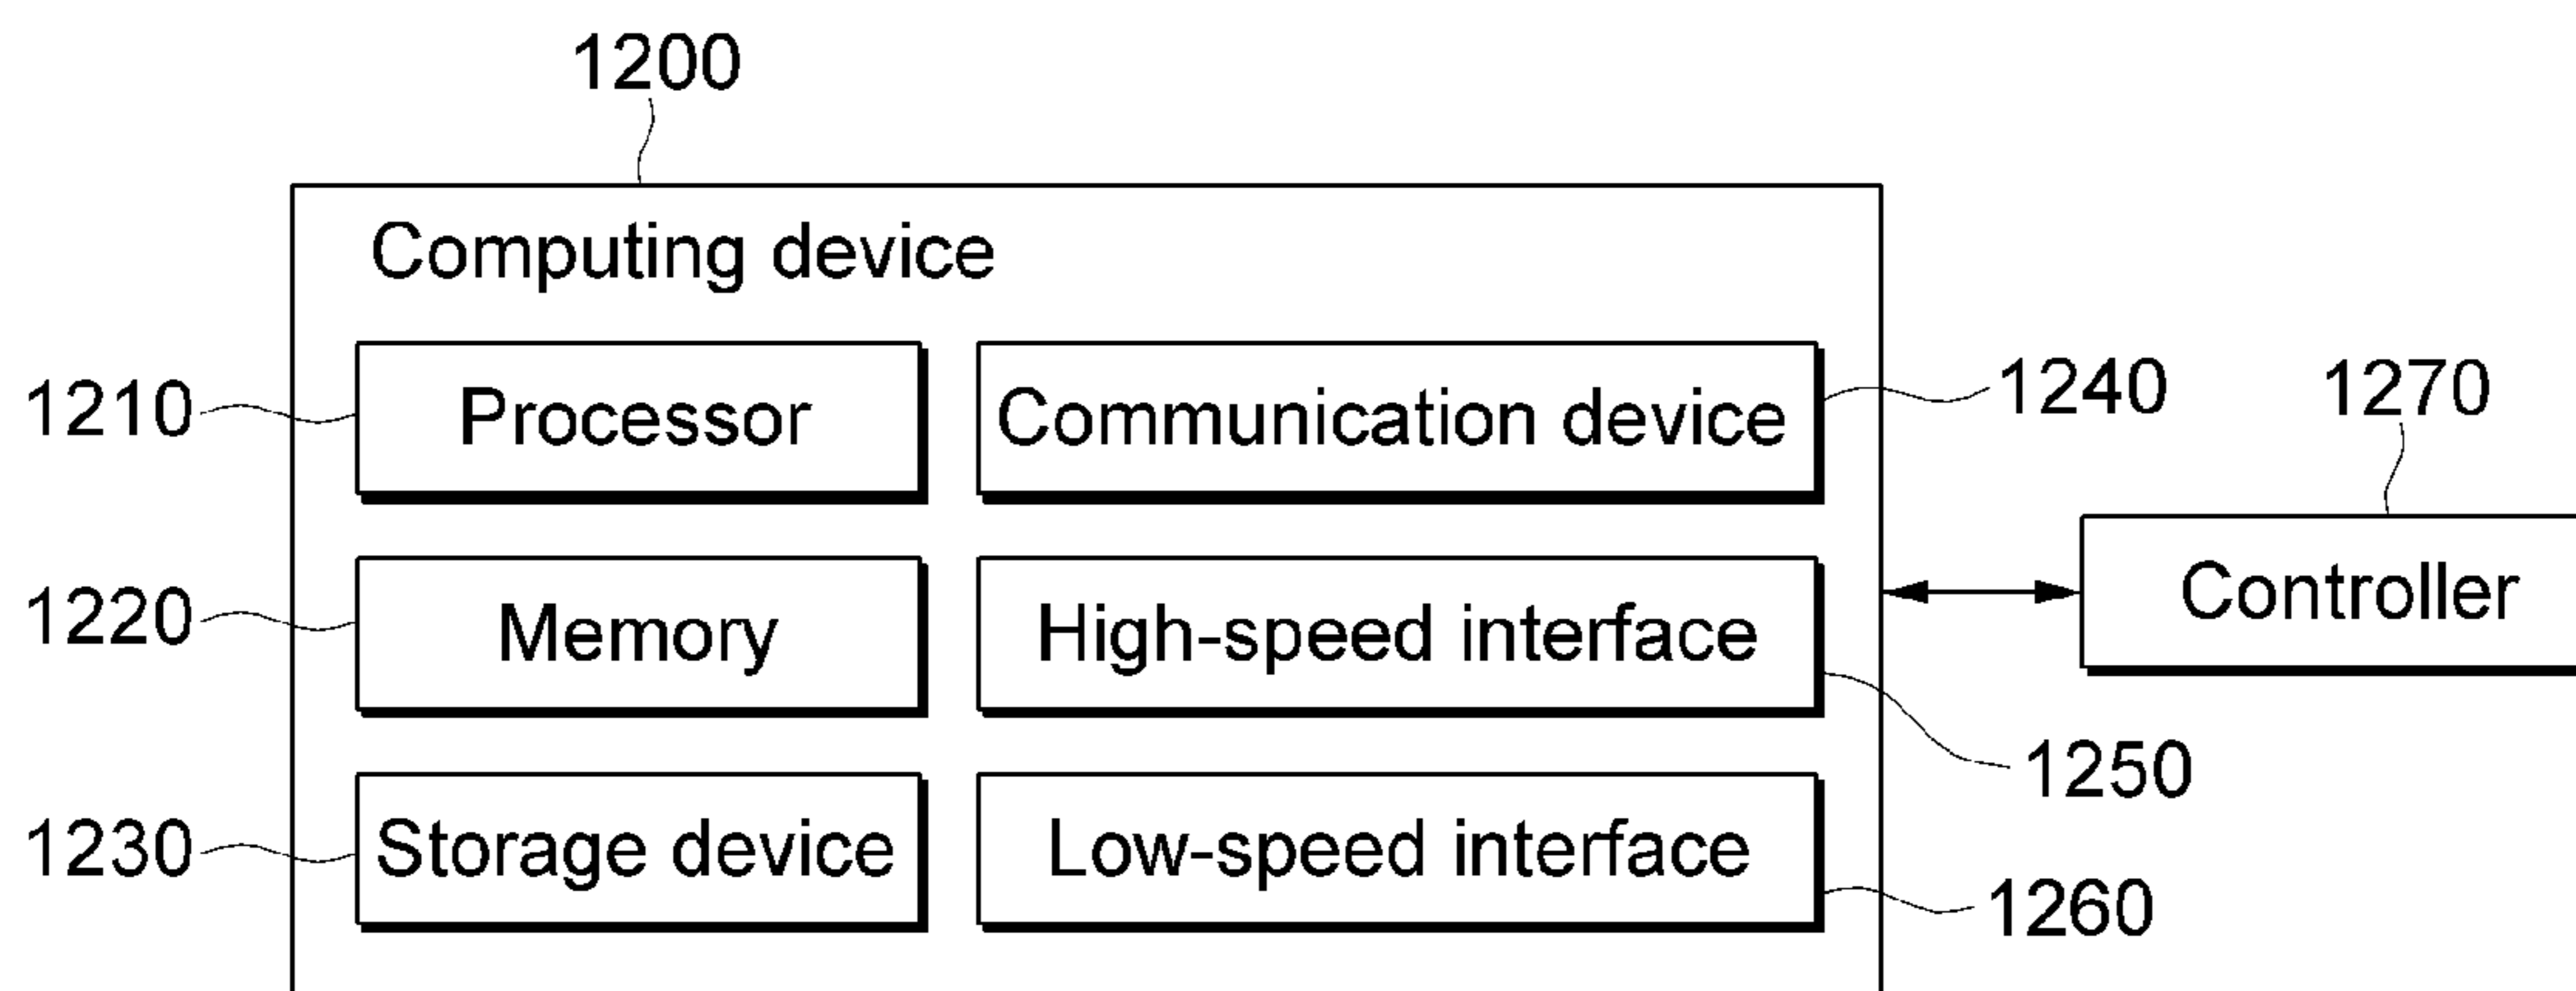 1200
Computing device
1210
Processor
Communication device
1240
1270
1220
Memory
High-speed interface
Controller
1250
1230
Storage device
Low-speed interface
1260